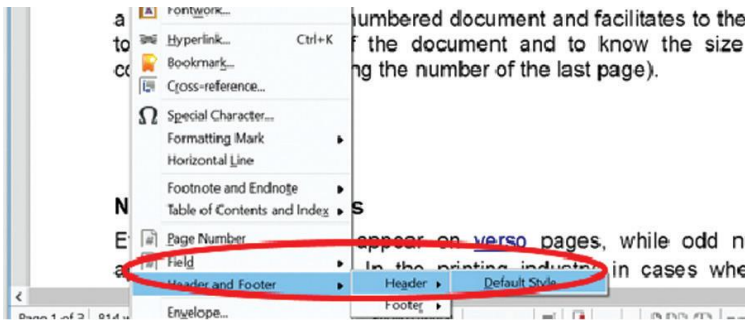 a numbered document and facilitates to the
Fontwork...
Hyperlink... Ctrl+K
to f the document and to know the size
Bookmark...
ng the number of the last page).
Cross-reference...
Special Character...
Formatting Mark
Horizontal Line
Footnote and Endnote
Table of Contents and Index
N s
Page Number
E appear on verso pages, while odd n
Field
a In the printing industry in cases whe
Header and Footer Header Default Style
Footer
Envelope...
Page 1 of 3